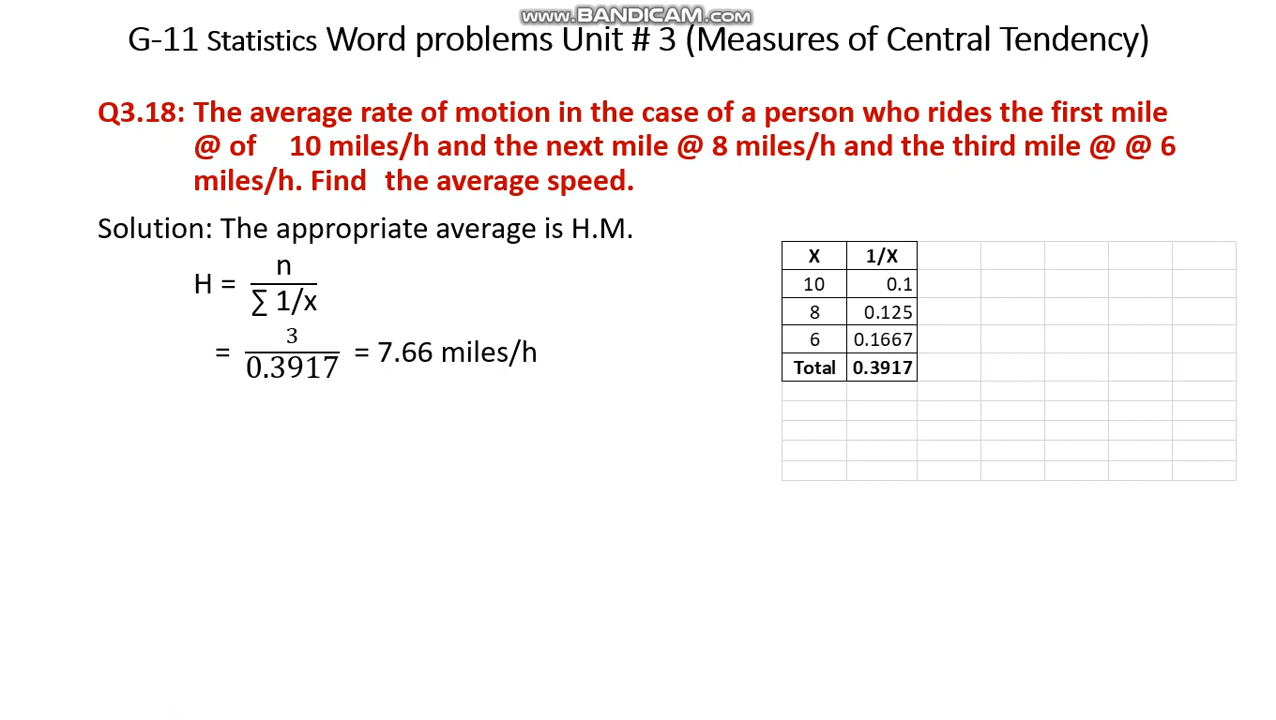 www.BANDICAM.com
G-11 Statistics Word problems Unit # 3 (Measures of Central Tendency)
Q3.18: The average rate of motion in the case of a person who rides the first mile
@ of 10 miles/h and the next mile @ 8 miles/h and the third mile @ @ 6
miles/h. Find the average speed.
Solution: The appropriate average is H.M.
H = n / ∑ 1/x
= 3 / 0.3917 = 7.66 miles/h
X 1/X
10 0.1
8 0.125
6 0.1667
Total 0.3917